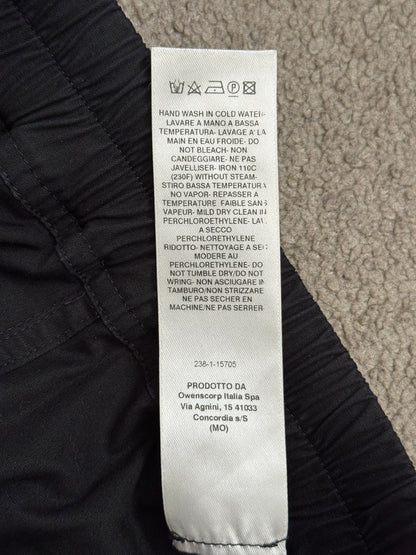 HAND WASH IN COLD WATER-
LAVARE A MANO A BASSA
TEMPERATURA- LAVAGE A LA
MAIN EN EAU FROIDE- DO
NOT BLEACH- NON
CANDEGGIARE- NE PAS
JAVELLISER- IRON 110C
(230F) WITHOUT STEAM-
STIRO BASSA TEMPERATURA
NO VAPOR- REPASSER A
TEMPERATURE FAIBLE SANS
VAPEUR- MILD DRY CLEAN IN
PERCHLOROETHYLENE- LAV
A SECCO
PERCHLORETHYLENE
RIDOTTO- NETTOYAGE A SEC
MODERE AU
PERCHLORETHYLENE- DO
NOT TUMBLE DRY/DO NOT
WRING- NON ASCIUGARE IN
TAMBURO/NON STRIZZARE
NE PAS SECHER EN
MACHINE/NE PAS SERRER
238-1-15705
PRODOTTO DA
Owenscorp Italia Spa
Via Agnini, 15 41033
Concordia s/S
(MO)